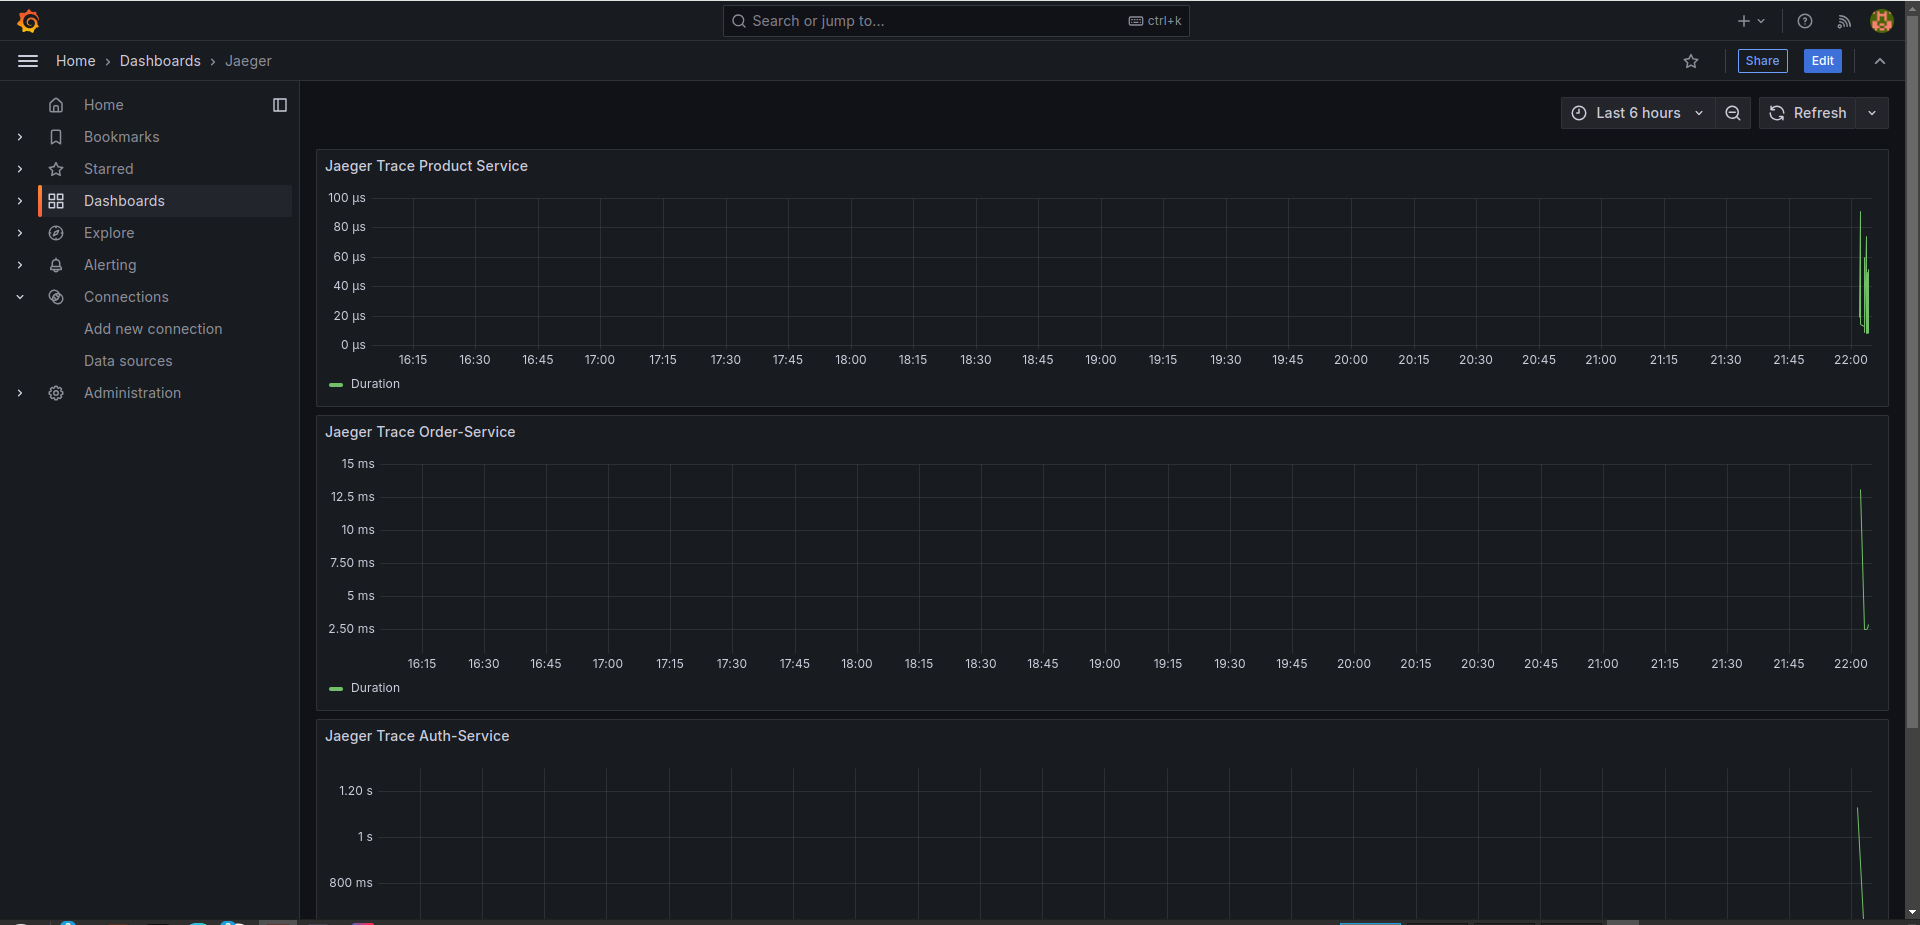 Search or jump to... ctrl+k
Home › Dashboards › Jaeger
Share Edit
Home
Bookmarks
Starred
Dashboards
Explore
Alerting
Connections
Add new connection
Data sources
Administration
Last 6 hours Refresh
Jaeger Trace Product Service
100 µs
80 µs
60 µs
40 µs
20 µs
0 µs
16:15 16:30 16:45 17:00 17:15 17:30 17:45 18:00 18:15 18:30 18:45 19:00 19:15 19:30 19:45 20:00 20:15 20:30 20:45 21:00 21:15 21:30 21:45 22:00
Duration
Jaeger Trace Order-Service
15 ms
12.5 ms
10 ms
7.50 ms
5 ms
2.50 ms
16:15 16:30 16:45 17:00 17:15 17:30 17:45 18:00 18:15 18:30 18:45 19:00 19:15 19:30 19:45 20:00 20:15 20:30 20:45 21:00 21:15 21:30 21:45 22:00
Duration
Jaeger Trace Auth-Service
1.20 s
1 s
800 ms